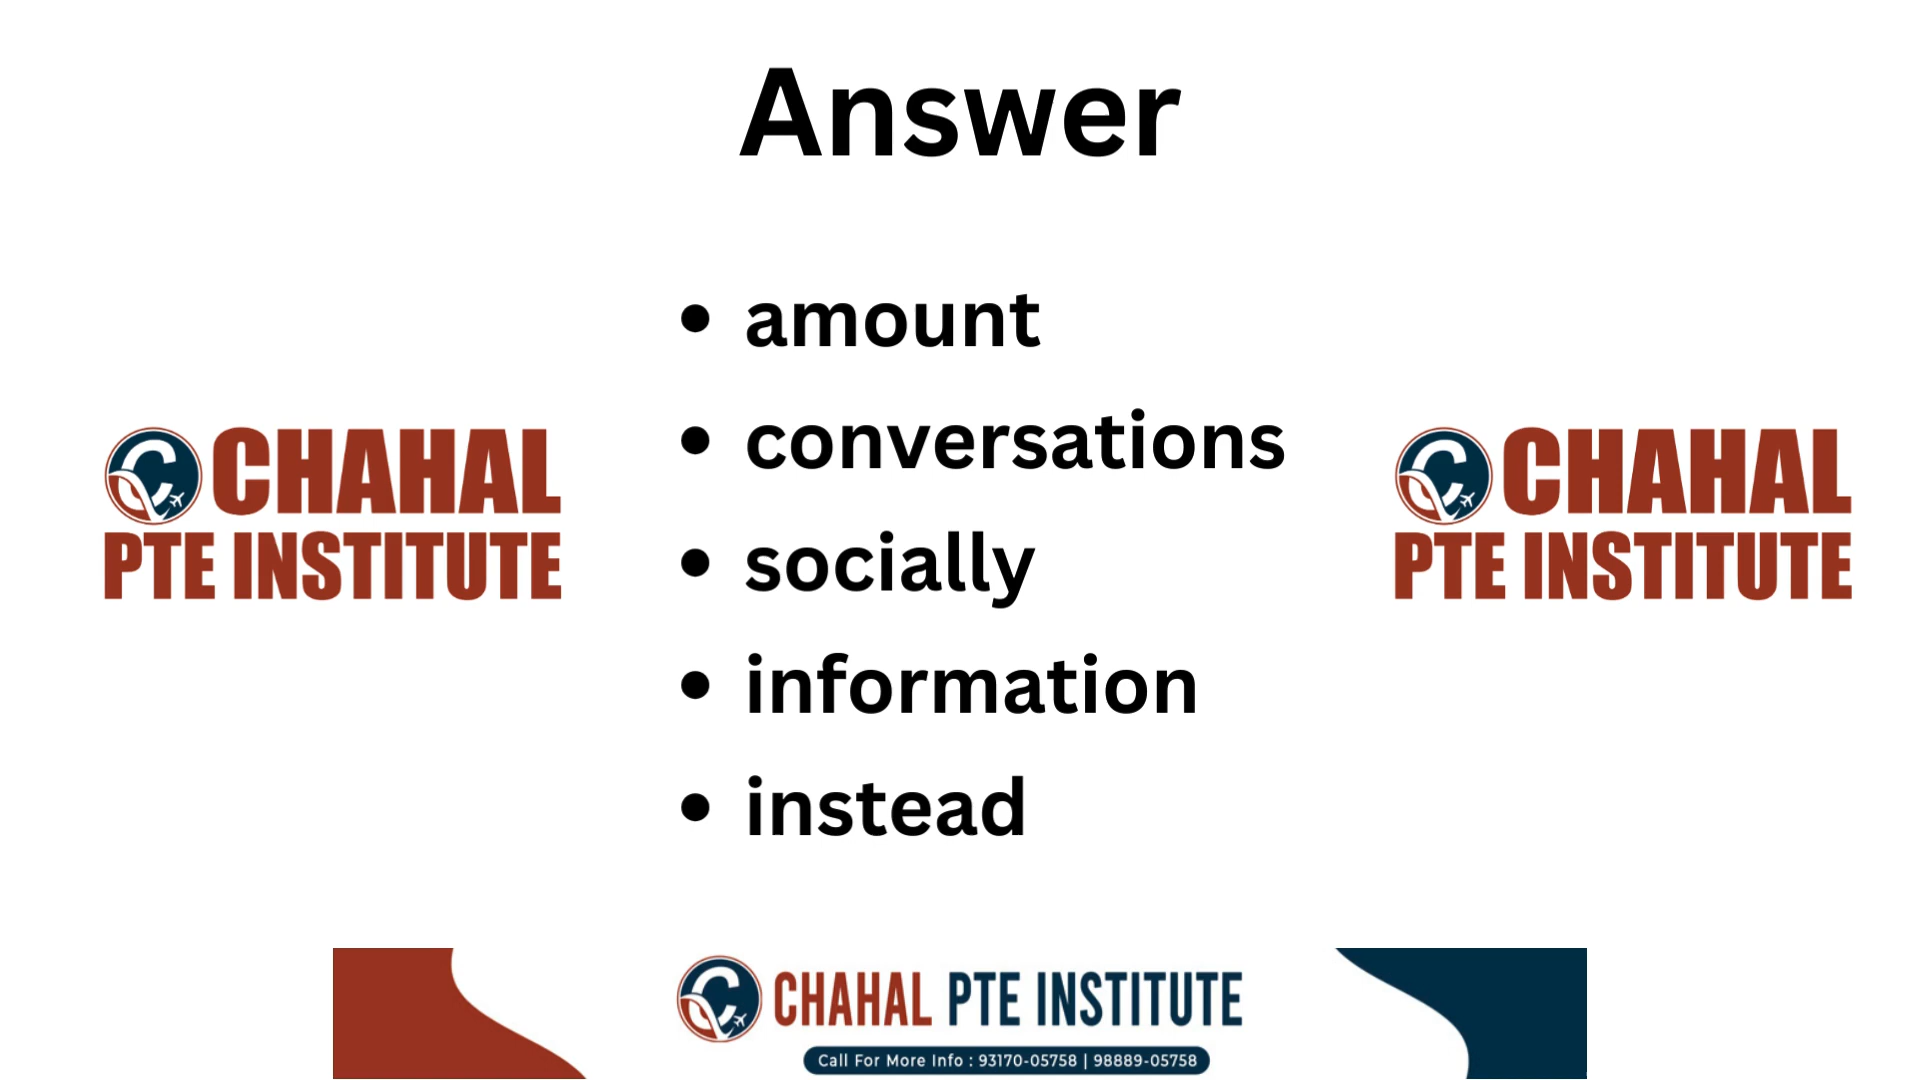 Answer
• amount
• conversations
• socially
• information
• instead
CHAHAL
PTE INSTITUTE
CHAHAL
PTE INSTITUTE
CHAHAL PTE INSTITUTE
Call For More Info : 93170-05758 | 98889-05758